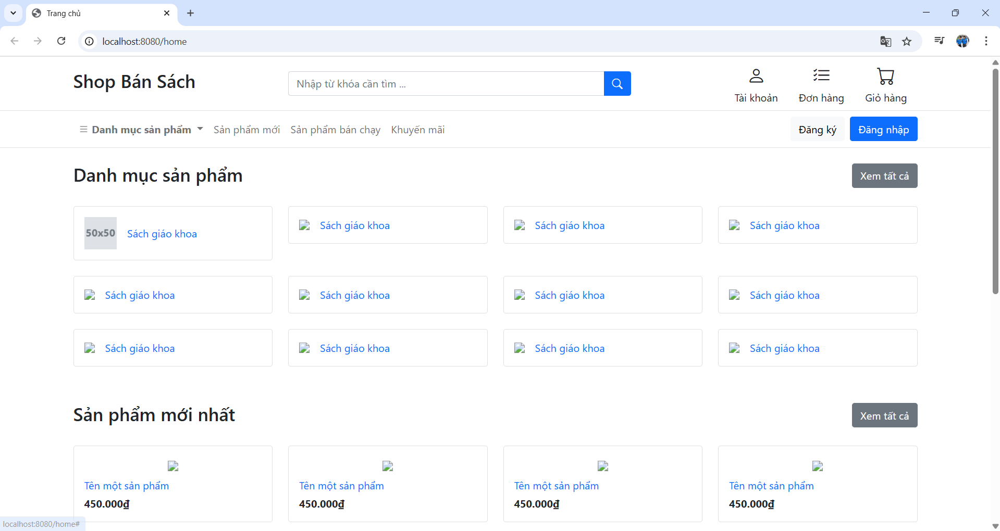 Trang chủ
localhost:8080/home
Shop Bán Sách
Nhập từ khóa cần tìm ...
Tài khoản
Đơn hàng
Giỏ hàng
Danh mục sản phẩm
Sản phẩm mới
Sản phẩm bán chạy
Khuyến mãi
Đăng ký
Đăng nhập
Danh mục sản phẩm
Xem tất cả
50x50
Sách giáo khoa
Sách giáo khoa
Sách giáo khoa
Sách giáo khoa
Sách giáo khoa
Sách giáo khoa
Sách giáo khoa
Sách giáo khoa
Sách giáo khoa
Sách giáo khoa
Sách giáo khoa
Sách giáo khoa
Sản phẩm mới nhất
Xem tất cả
Tên một sản phẩm
450.000₫
Tên một sản phẩm
450.000₫
Tên một sản phẩm
450.000₫
Tên một sản phẩm
450.000₫
localhost:8080/home#